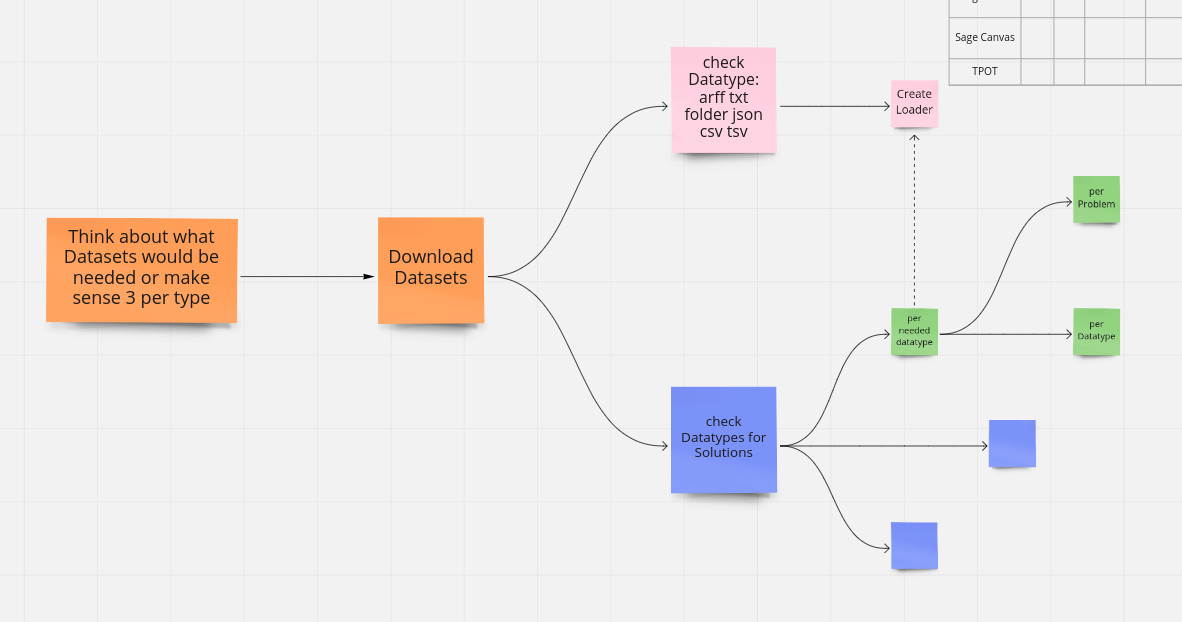 Sage Canvas
TPOT
check
Datatype:
arff txt
folder json
csv tsv
Create
Loader
per
Problem
Think about what
Datasets would be
needed or make
sense 3 per type
Download
Datasets
per
needed
datatype
per
Datatype
check
Datatypes for
Solutions